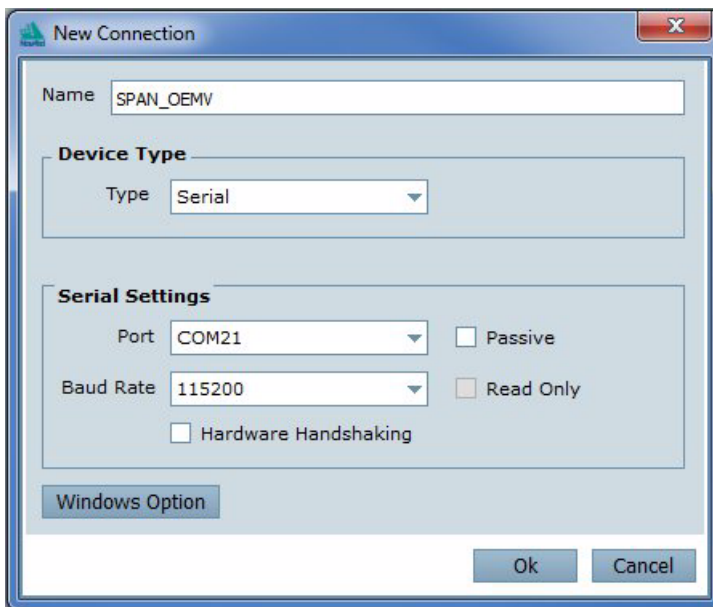 New Connection
Name SPAN_OEMV
Device Type
Type Serial
Serial Settings
Port COM21 Passive
Baud Rate 115200 Read Only
Hardware Handshaking
Windows Option
Ok Cancel